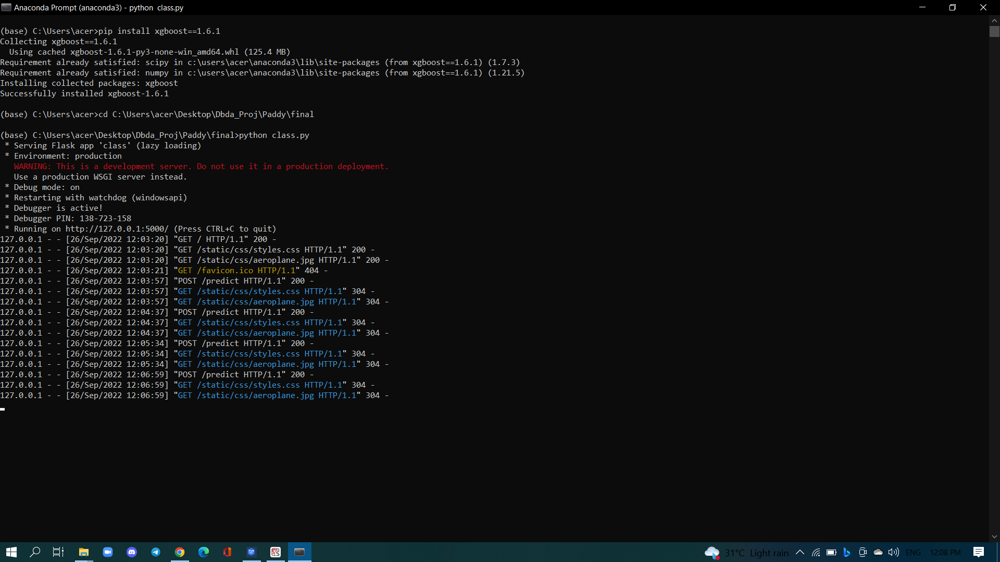 Anaconda Prompt (anaconda3) - python  class.py
(base) C:\Users\acer>pip install xgboost==1.6.1
Collecting xgboost==1.6.1
  Using cached xgboost-1.6.1-py3-none-win_amd64.whl (125.4 MB)
Requirement already satisfied: scipy in c:\users\acer\anaconda3\lib\site-packages (from xgboost==1.6.1) (1.7.3)
Requirement already satisfied: numpy in c:\users\acer\anaconda3\lib\site-packages (from xgboost==1.6.1) (1.21.5)
Installing collected packages: xgboost
Successfully installed xgboost-1.6.1
(base) C:\Users\acer>cd C:\Users\acer\Desktop\Dbda_Proj\Paddy\final
(base) C:\Users\acer\Desktop\Dbda_Proj\Paddy\final>python class.py
 * Serving Flask app 'class' (lazy loading)
 * Environment: production
   WARNING: This is a development server. Do not use it in a production deployment.
   Use a production WSGI server instead.
 * Debug mode: on
 * Restarting with watchdog (windowsapi)
 * Debugger is active!
 * Debugger PIN: 138-723-158
 * Running on http://127.0.0.1:5000/ (Press CTRL+C to quit)
127.0.0.1 - - [26/Sep/2022 12:03:20] "GET / HTTP/1.1" 200 -
127.0.0.1 - - [26/Sep/2022 12:03:20] "GET /static/css/styles.css HTTP/1.1" 200 -
127.0.0.1 - - [26/Sep/2022 12:03:20] "GET /static/css/aeroplane.jpg HTTP/1.1" 200 -
127.0.0.1 - - [26/Sep/2022 12:03:21] "GET /favicon.ico HTTP/1.1" 404 -
127.0.0.1 - - [26/Sep/2022 12:03:57] "POST /predict HTTP/1.1" 200 -
127.0.0.1 - - [26/Sep/2022 12:03:57] "GET /static/css/styles.css HTTP/1.1" 304 -
127.0.0.1 - - [26/Sep/2022 12:03:57] "GET /static/css/aeroplane.jpg HTTP/1.1" 304 -
127.0.0.1 - - [26/Sep/2022 12:04:37] "POST /predict HTTP/1.1" 200 -
127.0.0.1 - - [26/Sep/2022 12:04:37] "GET /static/css/styles.css HTTP/1.1" 304 -
127.0.0.1 - - [26/Sep/2022 12:04:37] "GET /static/css/aeroplane.jpg HTTP/1.1" 304 -
127.0.0.1 - - [26/Sep/2022 12:05:34] "POST /predict HTTP/1.1" 200 -
127.0.0.1 - - [26/Sep/2022 12:05:34] "GET /static/css/styles.css HTTP/1.1" 304 -
127.0.0.1 - - [26/Sep/2022 12:05:34] "GET /static/css/aeroplane.jpg HTTP/1.1" 304 -
127.0.0.1 - - [26/Sep/2022 12:06:59] "POST /predict HTTP/1.1" 200 -
127.0.0.1 - - [26/Sep/2022 12:06:59] "GET /static/css/styles.css HTTP/1.1" 304 -
127.0.0.1 - - [26/Sep/2022 12:06:59] "GET /static/css/aeroplane.jpg HTTP/1.1" 304 -
31°C  Light rain ENG 12:08 PM